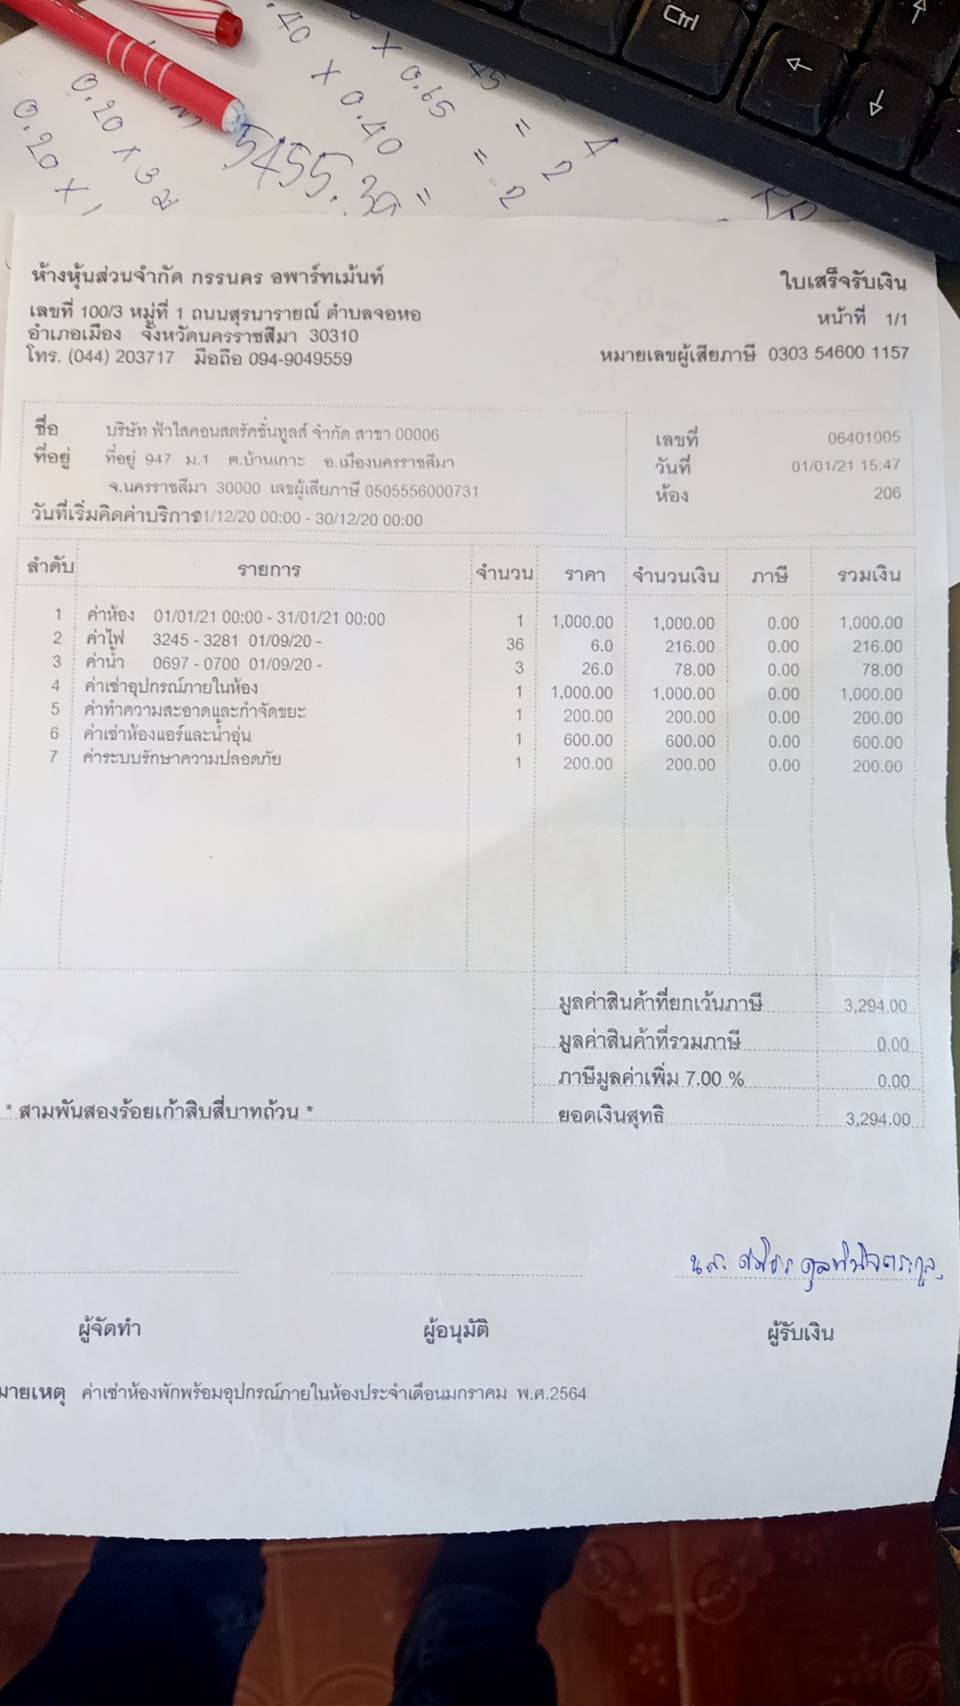 Ctrl
5455.30 =
ห้างหุ้นส่วนจำกัด กรรนคร อพาร์ทเม้นท์
ใบเสร็จรับเงิน
เลขที่ 100/3 หมู่ที่ 1 ถนนสุรนารายณ์ ตำบลจอหอ
หน้าที่ 1/1
อำเภอเมือง จังหวัดนครราชสีมา 30310
โทร. (044) 203717 มือถือ 094-9049559
หมายเลขผู้เสียภาษี 0303 54600 1157
ชื่อ บริษัท ฟ้าใสคอนสตรัคชั่นทูลส์ จำกัด สาขา 00006
เลขที่ 06401005
ที่อยู่ ที่อยู่ 947 ม.1 ต.บ้านเกาะ อ.เมืองนครราชสีมา
วันที่ 01/01/21 15:47
จ.นครราชสีมา 30000 เลขผู้เสียภาษี 0505556000731
ห้อง 206
วันที่เริ่มคิดค่าบริการ 01/12/20 00:00 - 30/12/20 00:00
ลำดับ รายการ จำนวน ราคา จำนวนเงิน ภาษี รวมเงิน
1 ค่าห้อง 01/01/21 00:00 - 31/01/21 00:00 1 1,000.00 1,000.00 0.00 1,000.00
2 ค่าไฟ 3245 - 3281 01/09/20 - 36 6.0 216.00 0.00 216.00
3 ค่าน้ำ 0697 - 0700 01/09/20 - 3 26.0 78.00 0.00 78.00
4 ค่าเช่าอุปกรณ์ภายในห้อง 1 1,000.00 1,000.00 0.00 1,000.00
5 ค่าทำความสะอาดและกำจัดขยะ 1 200.00 200.00 0.00 200.00
6 ค่าเช่าห้องแอร์และน้ำอุ่น 1 600.00 600.00 0.00 600.00
7 ค่าระบบรักษาความปลอดภัย 1 200.00 200.00 0.00 200.00
มูลค่าสินค้าที่ยกเว้นภาษี 3,294.00
มูลค่าสินค้าที่รวมภาษี 0.00
ภาษีมูลค่าเพิ่ม 7.00 % 0.00
* สามพันสองร้อยเก้าสิบสี่บาทถ้วน *
ยอดเงินสุทธิ 3,294.00
ผู้จัดทำ ผู้อนุมัติ ผู้รับเงิน
มายเหตุ ค่าเช่าห้องพักพร้อมอุปกรณ์ภายในห้องประจำเดือนมกราคม พ.ศ.2564